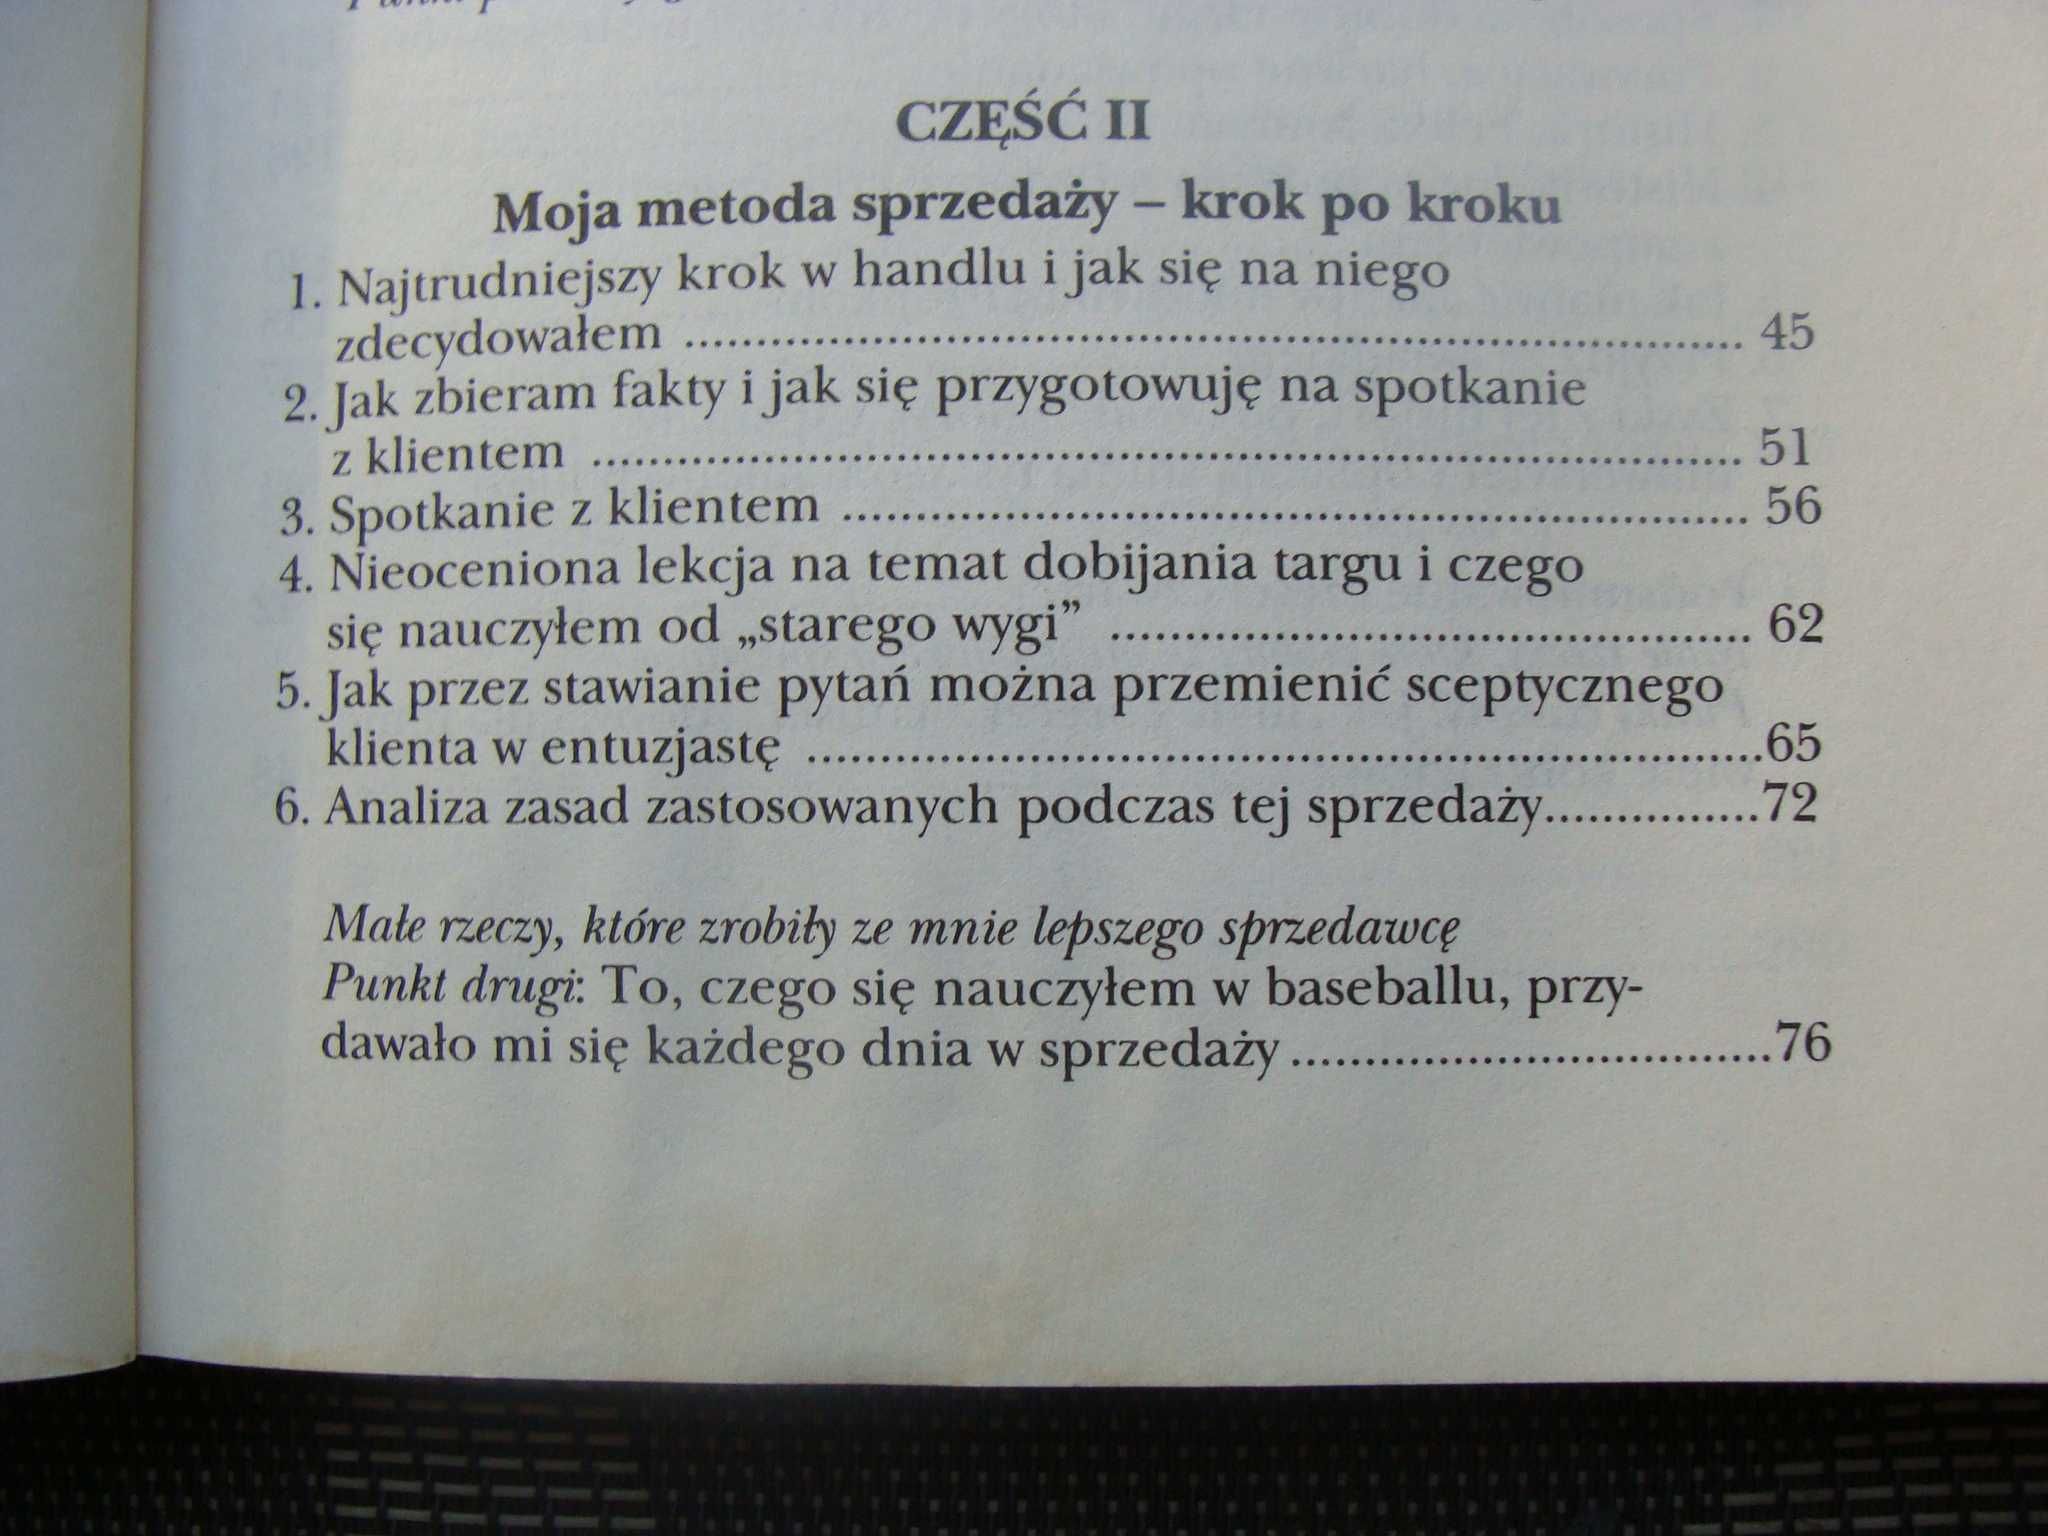 CZĘŚĆ II
Moja metoda sprzedaży – krok po kroku
1. Najtrudniejszy krok w handlu i jak się na niego
zdecydowałem .......................................................................... 45
2. Jak zbieram fakty i jak się przygotowuję na spotkanie
z klientem ................................................................................ 51
3. Spotkanie z klientem ............................................................... 56
4. Nieoceniona lekcja na temat dobijania targu i czego
się nauczyłem od „starego wygi” ............................................ 62
5. Jak przez stawianie pytań można przemienić sceptycznego
klienta w entuzjastę ..................................................................65
6. Analiza zasad zastosowanych podczas tej sprzedaży...............72
Małe rzeczy, które zrobiły ze mnie lepszego sprzedawcę
Punkt drugi: To, czego się nauczyłem w baseballu, przy-
dawało mi się każdego dnia w sprzedaży.................................76